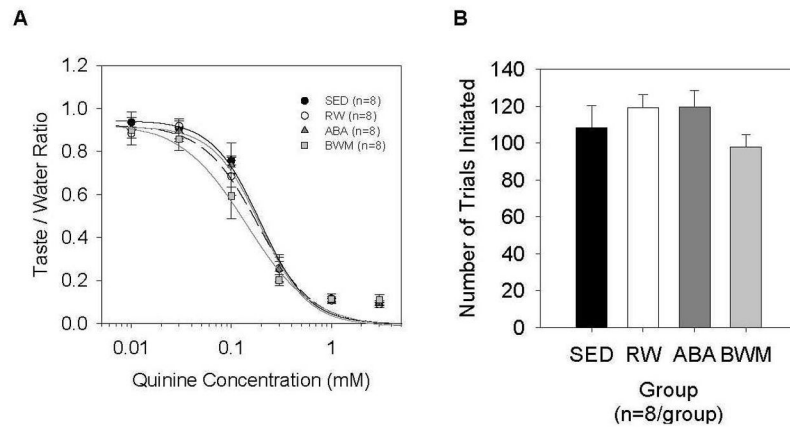 A
1.2
1.0
0.8
0.6
0.4
0.2
0.0
0.01 0.1 1
Taste / Water Ratio
Quinine Concentration (mM)
SED (n=8)
RW (n=8)
ABA (n=8)
BWM (n=8)
B
140
120
100
80
60
40
20
0
Number of Trials Initiated
SED RW ABA BWM
Group
(n=8/group)